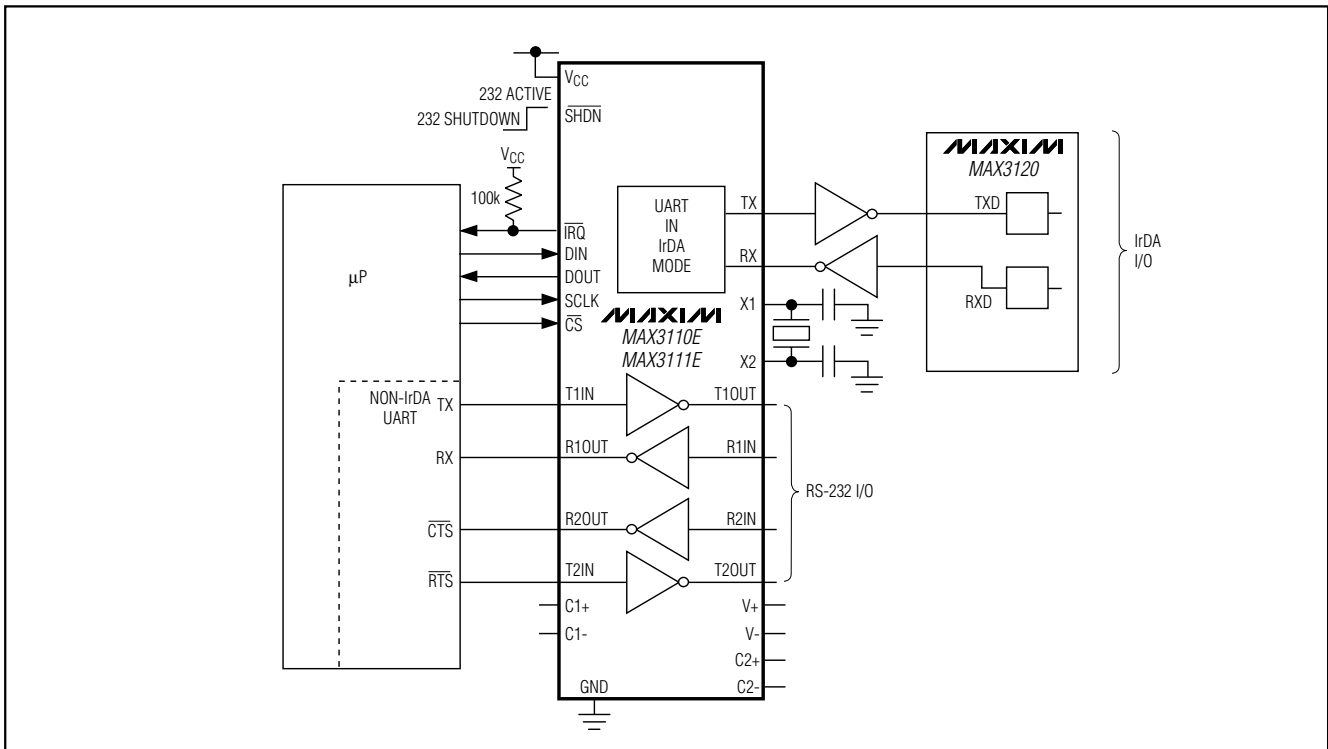 VCC
232 ACTIVE
232 SHUTDOWN
SHDN
VCC
100k
µP
IRQ
DIN
DOUT
SCLK
CS
UART
IN
IrDA
MODE
TX
RX
X1
X2
MAXIM
MAX3110E
MAX3111E
MAXIM
MAX3120
TXD
RXD
IrDA
I/O
NON-IrDA
UART
TX
RX
CTS
RTS
T1IN
R1OUT
R2OUT
T2IN
T1OUT
R1IN
R2IN
T2OUT
RS-232 I/O
C1+
C1-
V+
V-
C2+
C2-
GND